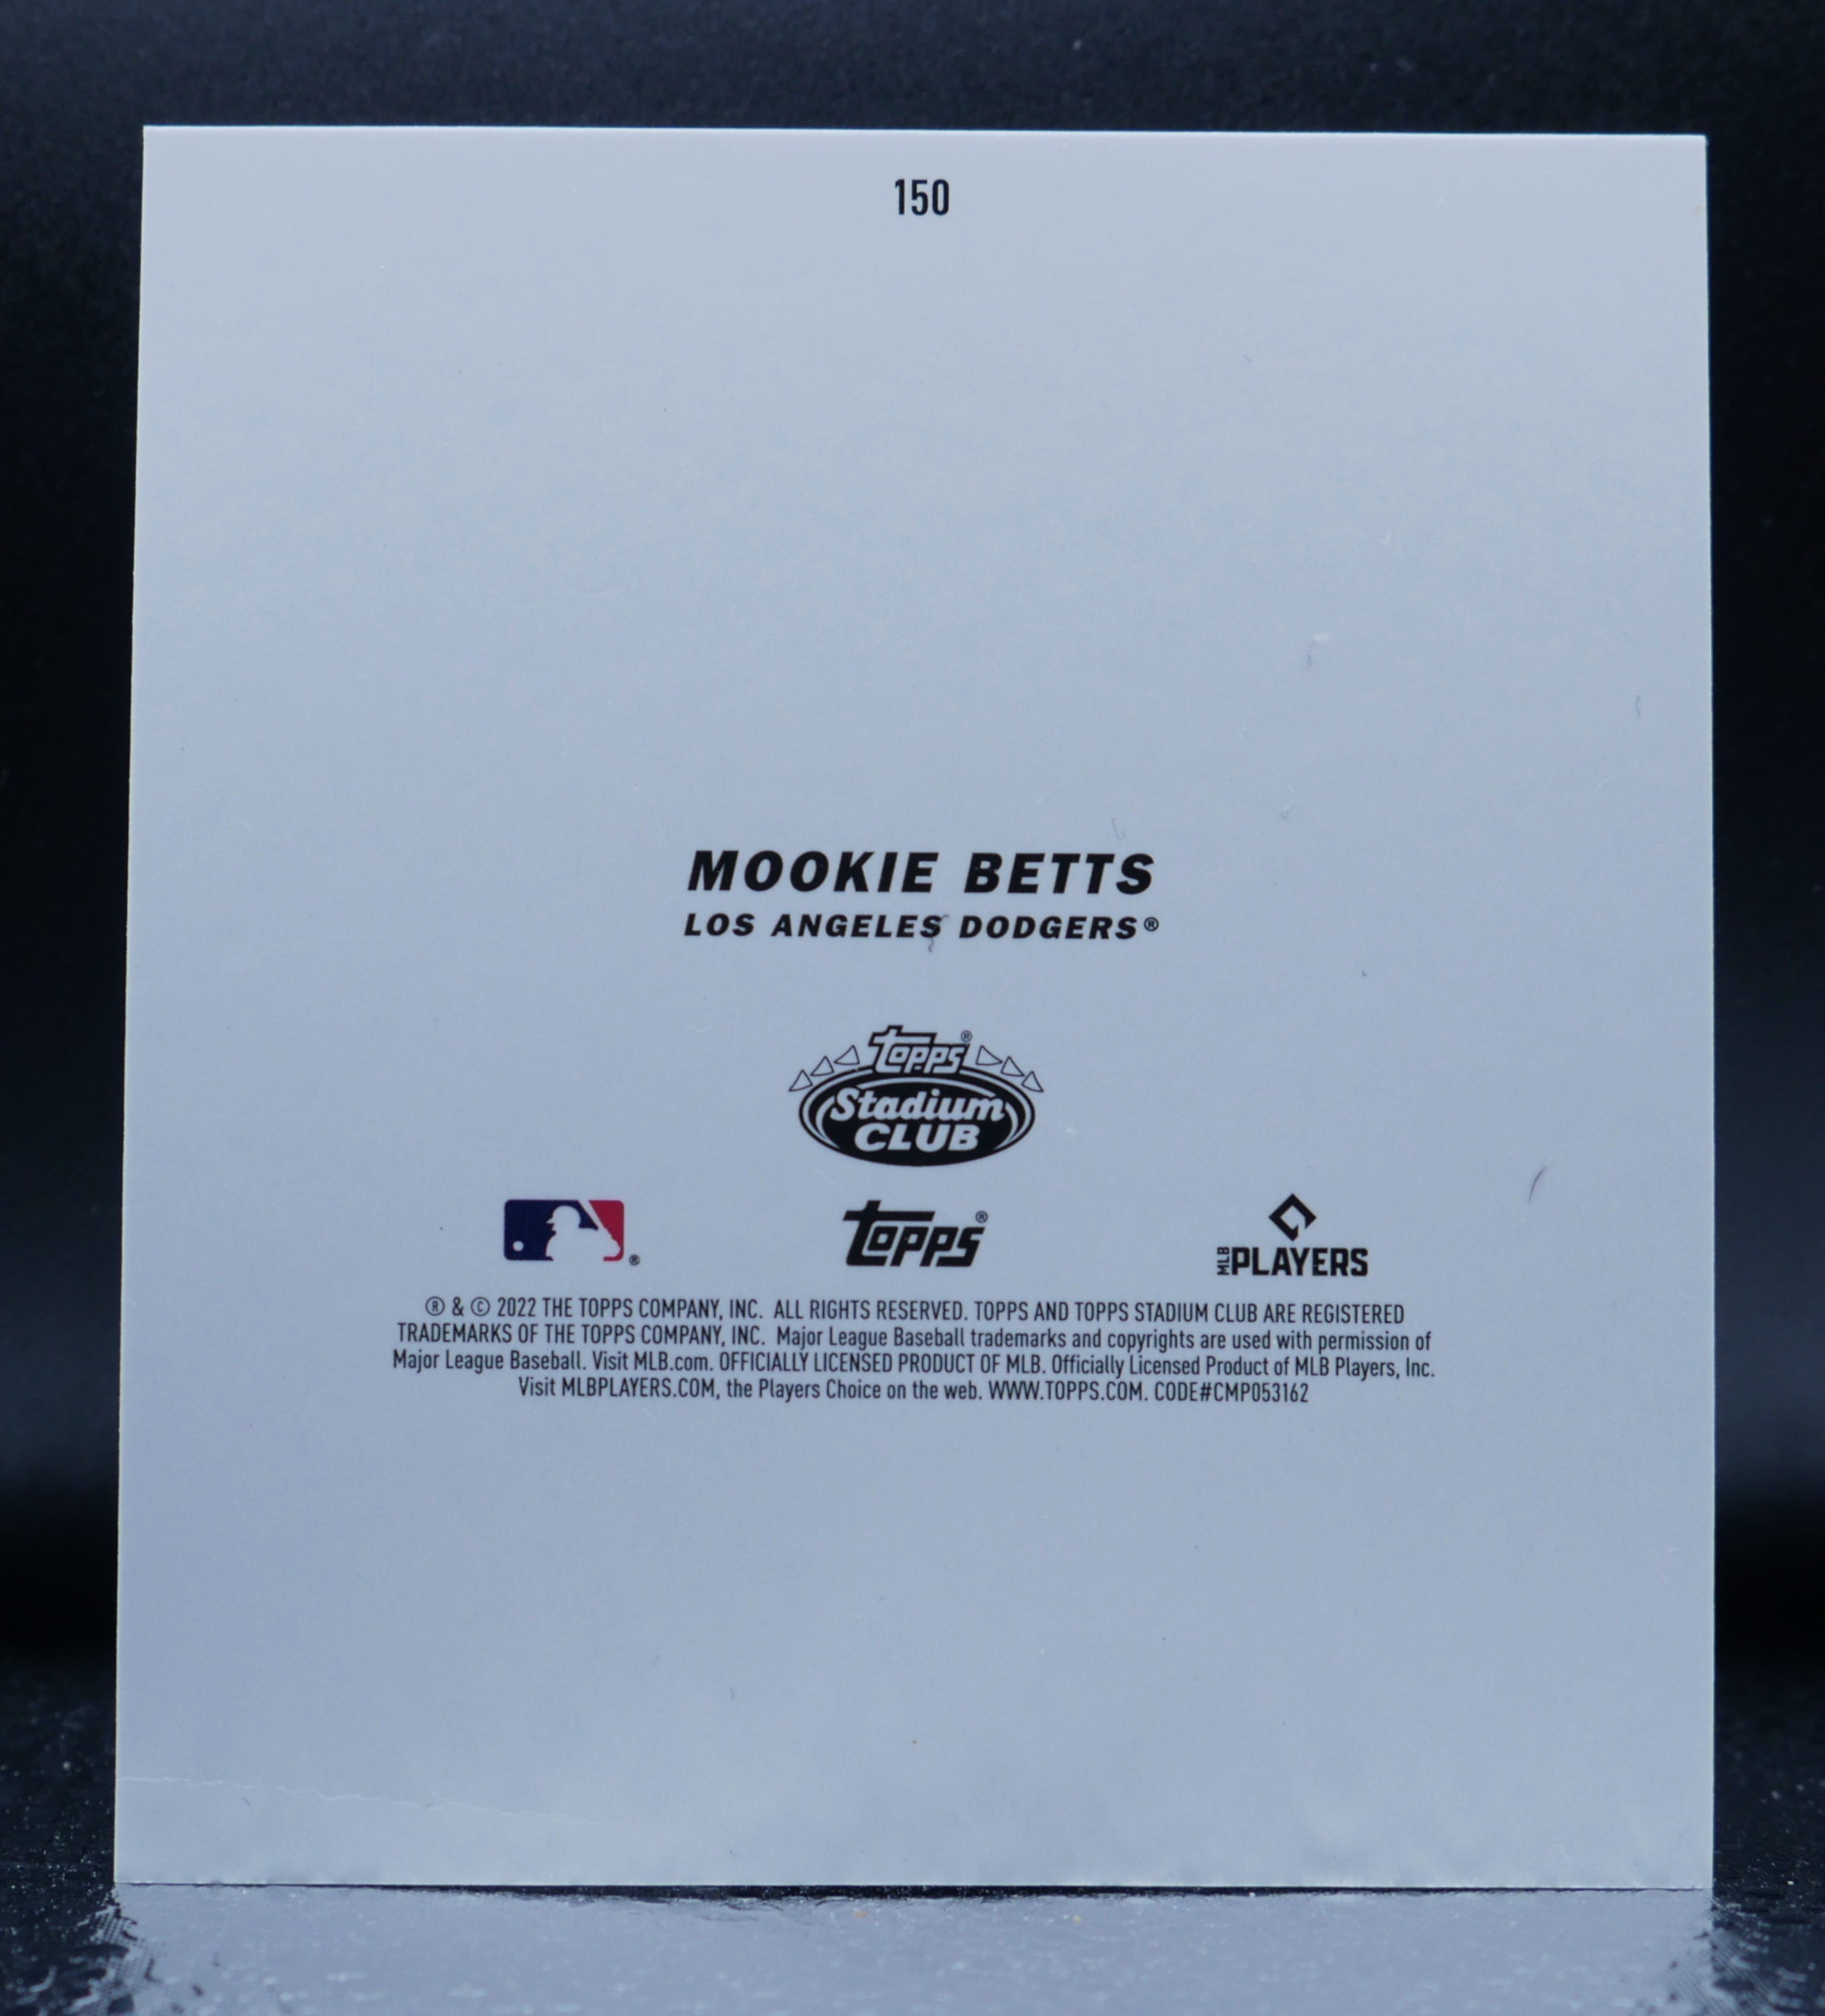 150
MOOKIE BETTS
LOS ANGELES DODGERS®
Topps®
Stadium
CLUB
®
Topps®
MLB PLAYERS
® & © 2022 THE TOPPS COMPANY, INC. ALL RIGHTS RESERVED. TOPPS AND TOPPS STADIUM CLUB ARE REGISTERED
TRADEMARKS OF THE TOPPS COMPANY, INC. Major League Baseball trademarks and copyrights are used with permission of
Major League Baseball. Visit MLB.com. OFFICIALLY LICENSED PRODUCT OF MLB. Officially Licensed Product of MLB Players, Inc.
Visit MLBPLAYERS.COM, the Players Choice on the web. WWW.TOPPS.COM. CODE#CMP053162